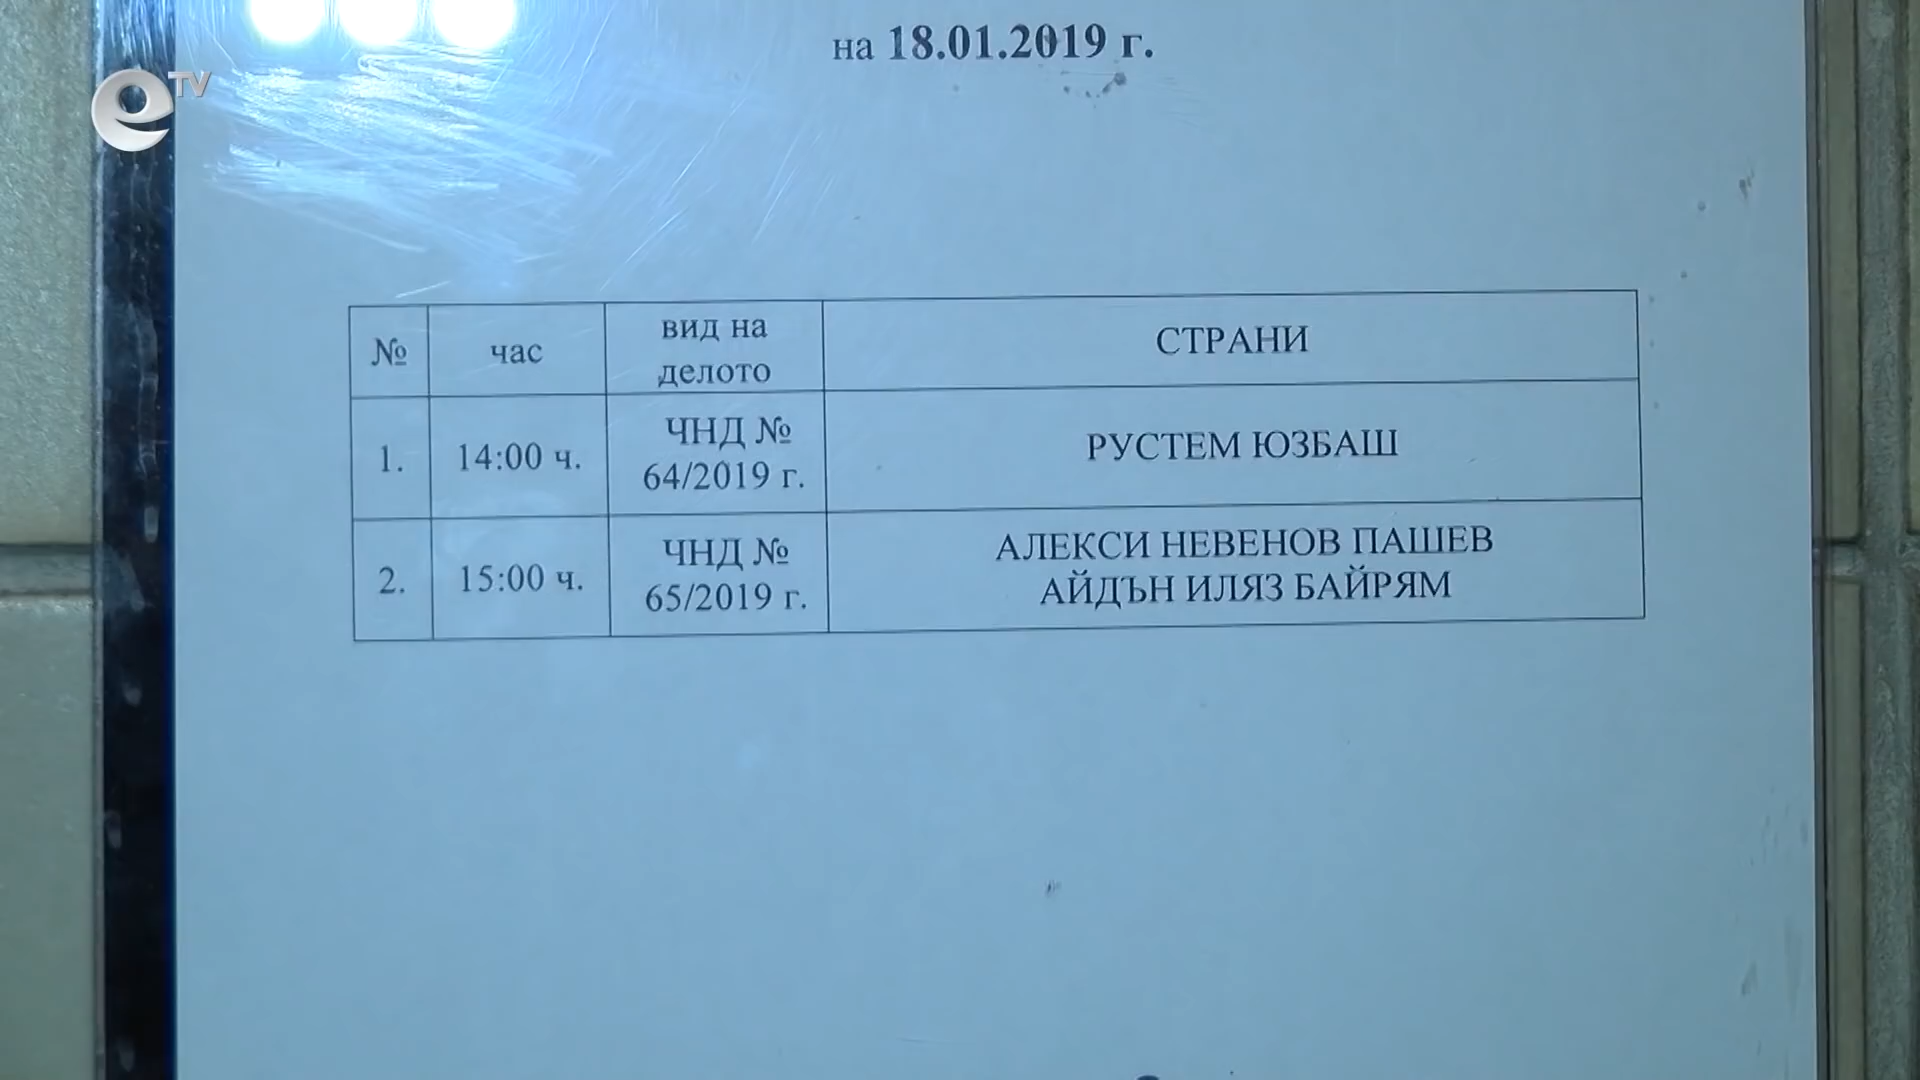 на 18.01.2019 г.
e TV
№
час
вид на
делото
СТРАНИ
1.
14:00 ч.
ЧНД №
64/2019 г.
РУСТЕМ ЮЗБАШ
2.
15:00 ч.
ЧНД №
65/2019 г.
АЛЕКСИ НЕВЕНОВ ПАШЕВ
АЙДЪН ИЛЯЗ БАЙРЯМ